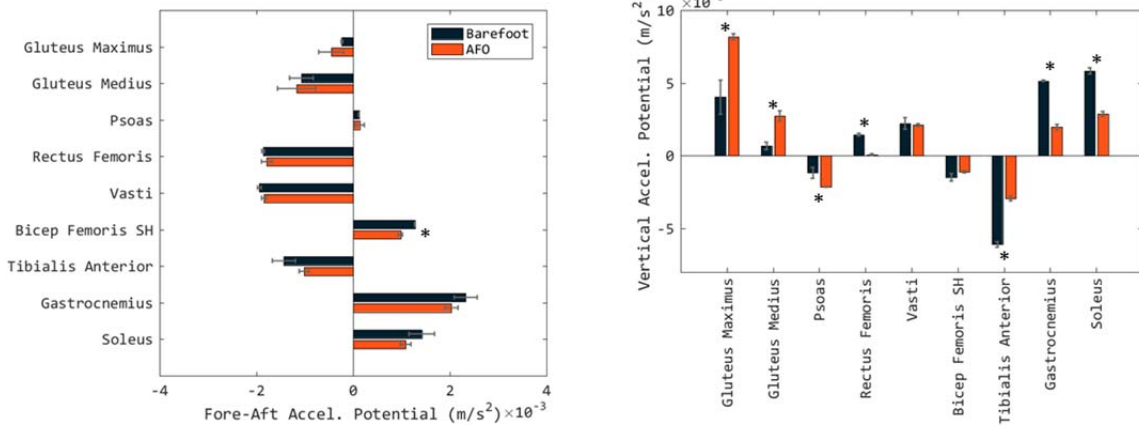 Gluteus Maximus
Gluteus Medius
Psoas
Rectus Femoris
Vasti
Bicep Femoris SH
Tibialis Anterior
Gastrocnemius
Soleus
Barefoot
AFO
*
-4 -2 0 2 4
Fore-Aft Accel. Potential (m/s²)×10⁻³
Vertical Accel. Potential (m/s²
10
5
0
-5
* * * * * * *
Gluteus Maximus
Gluteus Medius
Psoas
Rectus Femoris
Vasti
Bicep Femoris SH
Tibialis Anterior
Gastrocnemius
Soleus